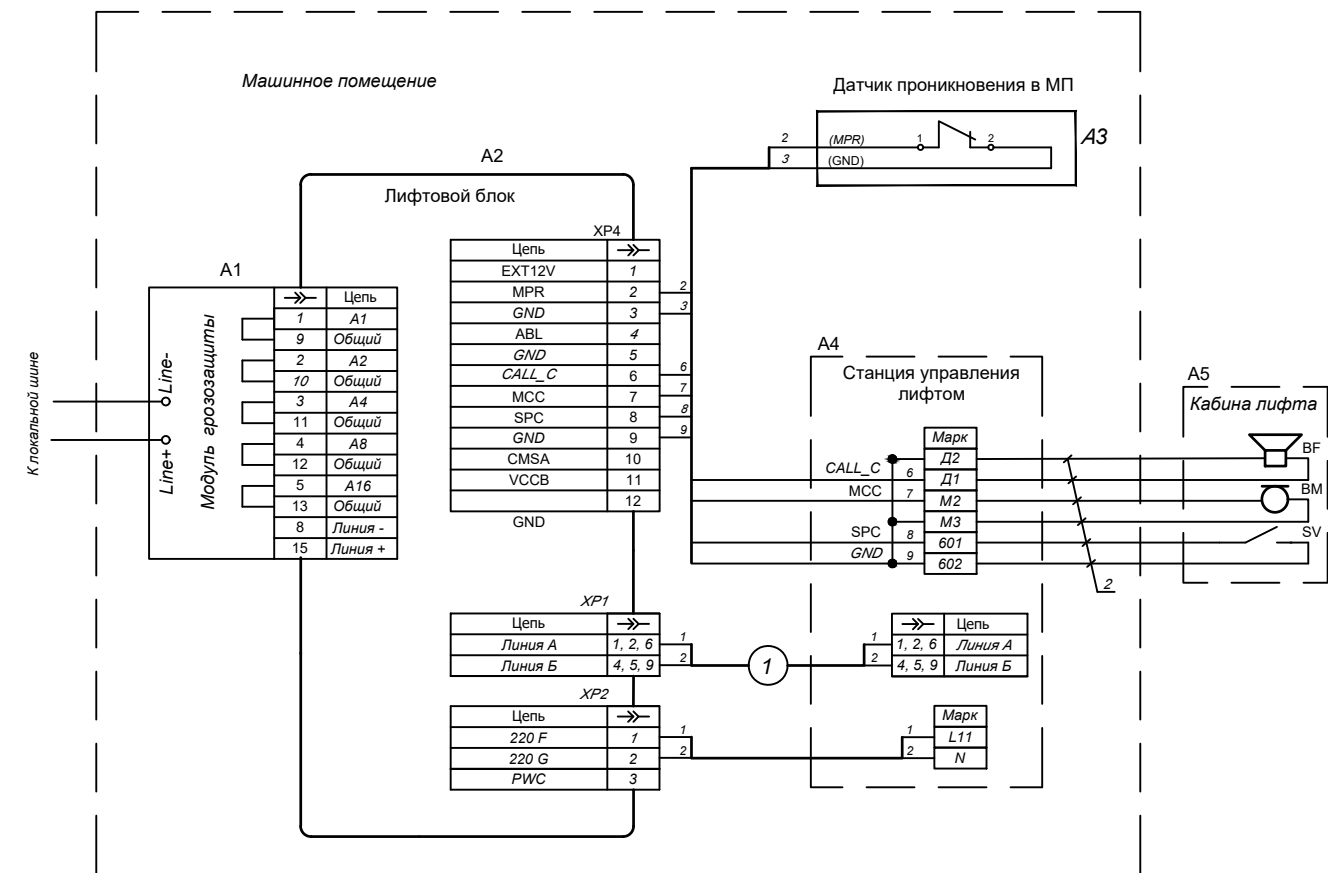 Машинное помещение
Датчик проникновения в МП
2 (MPR) 1 2 A3
3 (GND)
A2
Лифтовой блок
XP4
Цепь
EXT12V 1
MPR 2 2
GND 3 3
ABL 4
GND 5
CALL_C 6 6
MCC 7 7
SPC 8 8
GND 9 9
CMSA 10
VCCB 11
12
GND
A1
Цепь
1 A1
9 Общий
2 A2
10 Общий
3 A4
11 Общий
4 A8
12 Общий
5 A16
13 Общий
8 Линия -
15 Линия +
Модуль грозозащиты
Line-
Line+
К локальной шине
A4
Станция управления
лифтом
Марк
Д2
CALL_C 6 Д1
MCC 7 М2
М3
SPC 8 601
GND 9 602
2
A5
Кабина лифта
BF
BM
SV
XP1
Цепь
Линия А 1, 2, 6 1
Линия Б 4, 5, 9 2
1
Цепь
1 1, 2, 6 Линия А
2 4, 5, 9 Линия Б
XP2
Цепь
220 F 1 1
220 G 2 2
PWC 3
Марк
1 L11
2 N